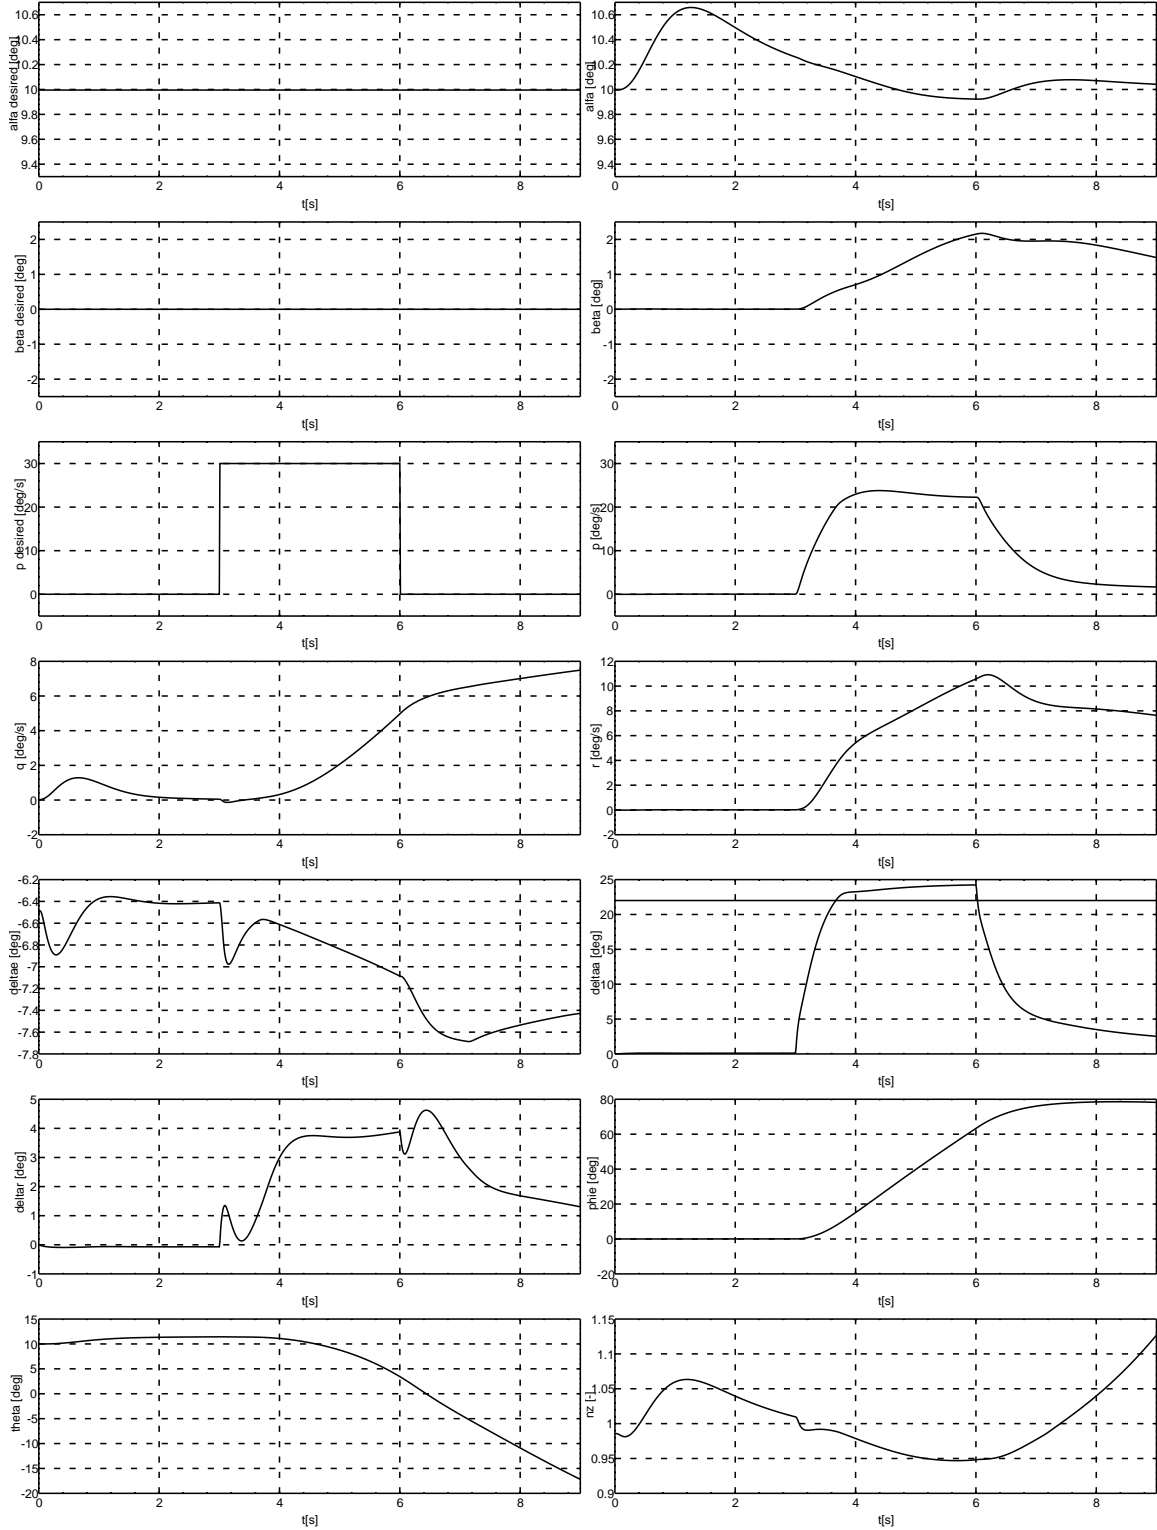 10.6 10.6
10.4 10.4
10.2 10.2
10 10
9.8 9.8
9.6 9.6
9.4 9.4
alfa desired [deg] alfa [deg]
0 2 4 6 8 0 2 4 6 8
t[s] t[s]
2 2
1 1
0 0
-1 -1
-2 -2
beta desired [deg] beta [deg]
0 2 4 6 8 0 2 4 6 8
t[s] t[s]
30 30
20 20
10 10
0 0
p desired [deg/s] p [deg/s]
0 2 4 6 8 0 2 4 6 8
t[s] t[s]
8 12
6 10
4 8
2 6
0 4
-2 2
0
-2
q [deg/s] r [deg/s]
0 2 4 6 8 0 2 4 6 8
t[s] t[s]
-6.2 25
-6.4 20
-6.6 15
-6.8 10
-7 5
-7.2 0
-7.4
-7.6
-7.8
deltae [deg] deltaa [deg]
0 2 4 6 8 0 2 4 6 8
t[s] t[s]
5 80
4 60
3 40
2 20
1 0
0 -20
-1
deltar [deg] phie [deg]
0 2 4 6 8 0 2 4 6 8
t[s] t[s]
15 1.15
10 1.1
5 1.05
0 1
-5 0.95
-10 0.9
-15
-20
theta [deg] nz [-]
0 2 4 6 8 0 2 4 6 8
t[s] t[s]